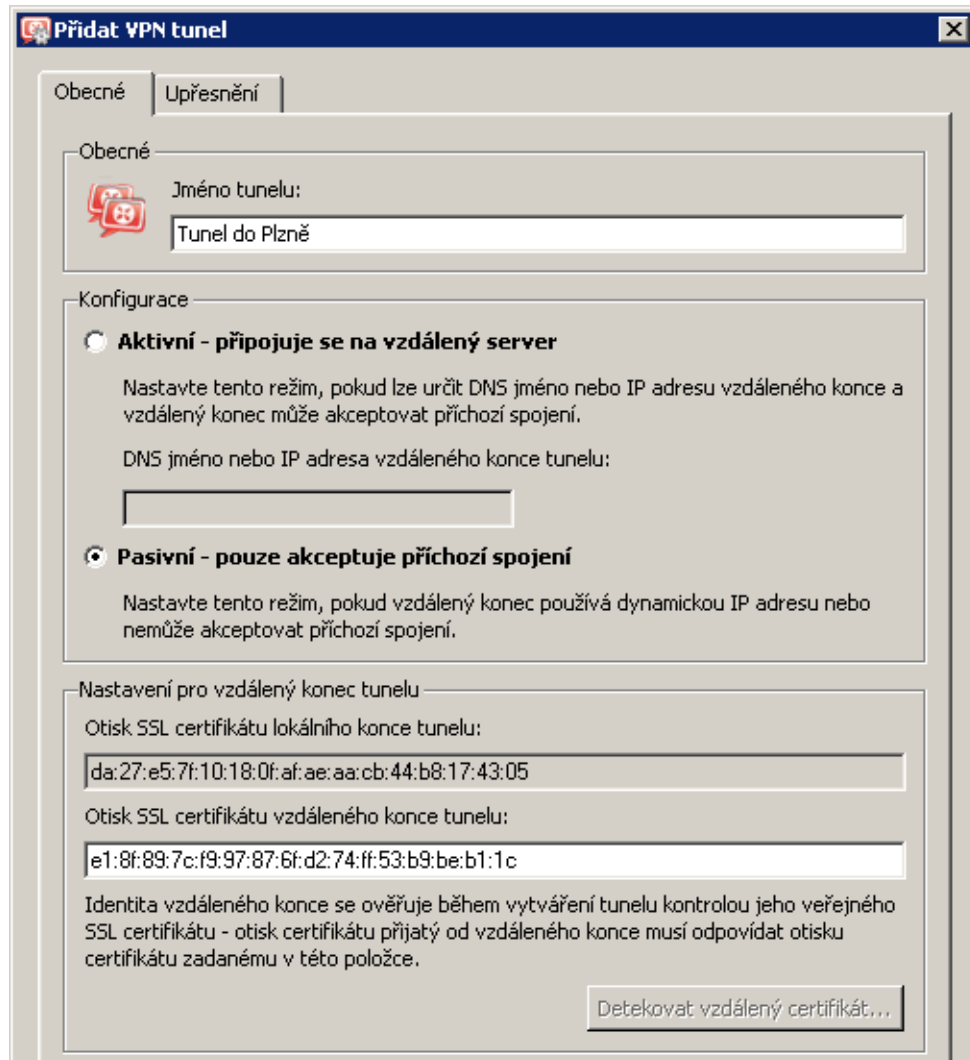 Přidat VPN tunel
Obecné
Upřesnění
Obecné
Jméno tunelu:
Tunel do Plzně
Konfigurace
Aktivní - připojuje se na vzdálený server
Nastavte tento režim, pokud lze určit DNS jméno nebo IP adresu vzdáleného konce a
vzdálený konec může akceptovat příchozí spojení.
DNS jméno nebo IP adresa vzdáleného konce tunelu:
Pasivní - pouze akceptuje příchozí spojení
Nastavte tento režim, pokud vzdálený konec používá dynamickou IP adresu nebo
nemůže akceptovat příchozí spojení.
Nastavení pro vzdálený konec tunelu
Otisk SSL certifikátu lokálního konce tunelu:
da:27:e5:7f:10:18:0f:af:ae:aa:cb:44:b8:17:43:05
Otisk SSL certifikátu vzdáleného konce tunelu:
e1:8f:89:7c:f9:97:87:6f:d2:74:ff:53:b9:be:b1:1c
Identita vzdáleného konce se ověřuje během vytváření tunelu kontrolou jeho veřejného
SSL certifikátu - otisk certifikátu přijatý od vzdáleného konce musí odpovídat otisku
certifikátu zadanému v této položce.
Detekovat vzdálený certifikát...